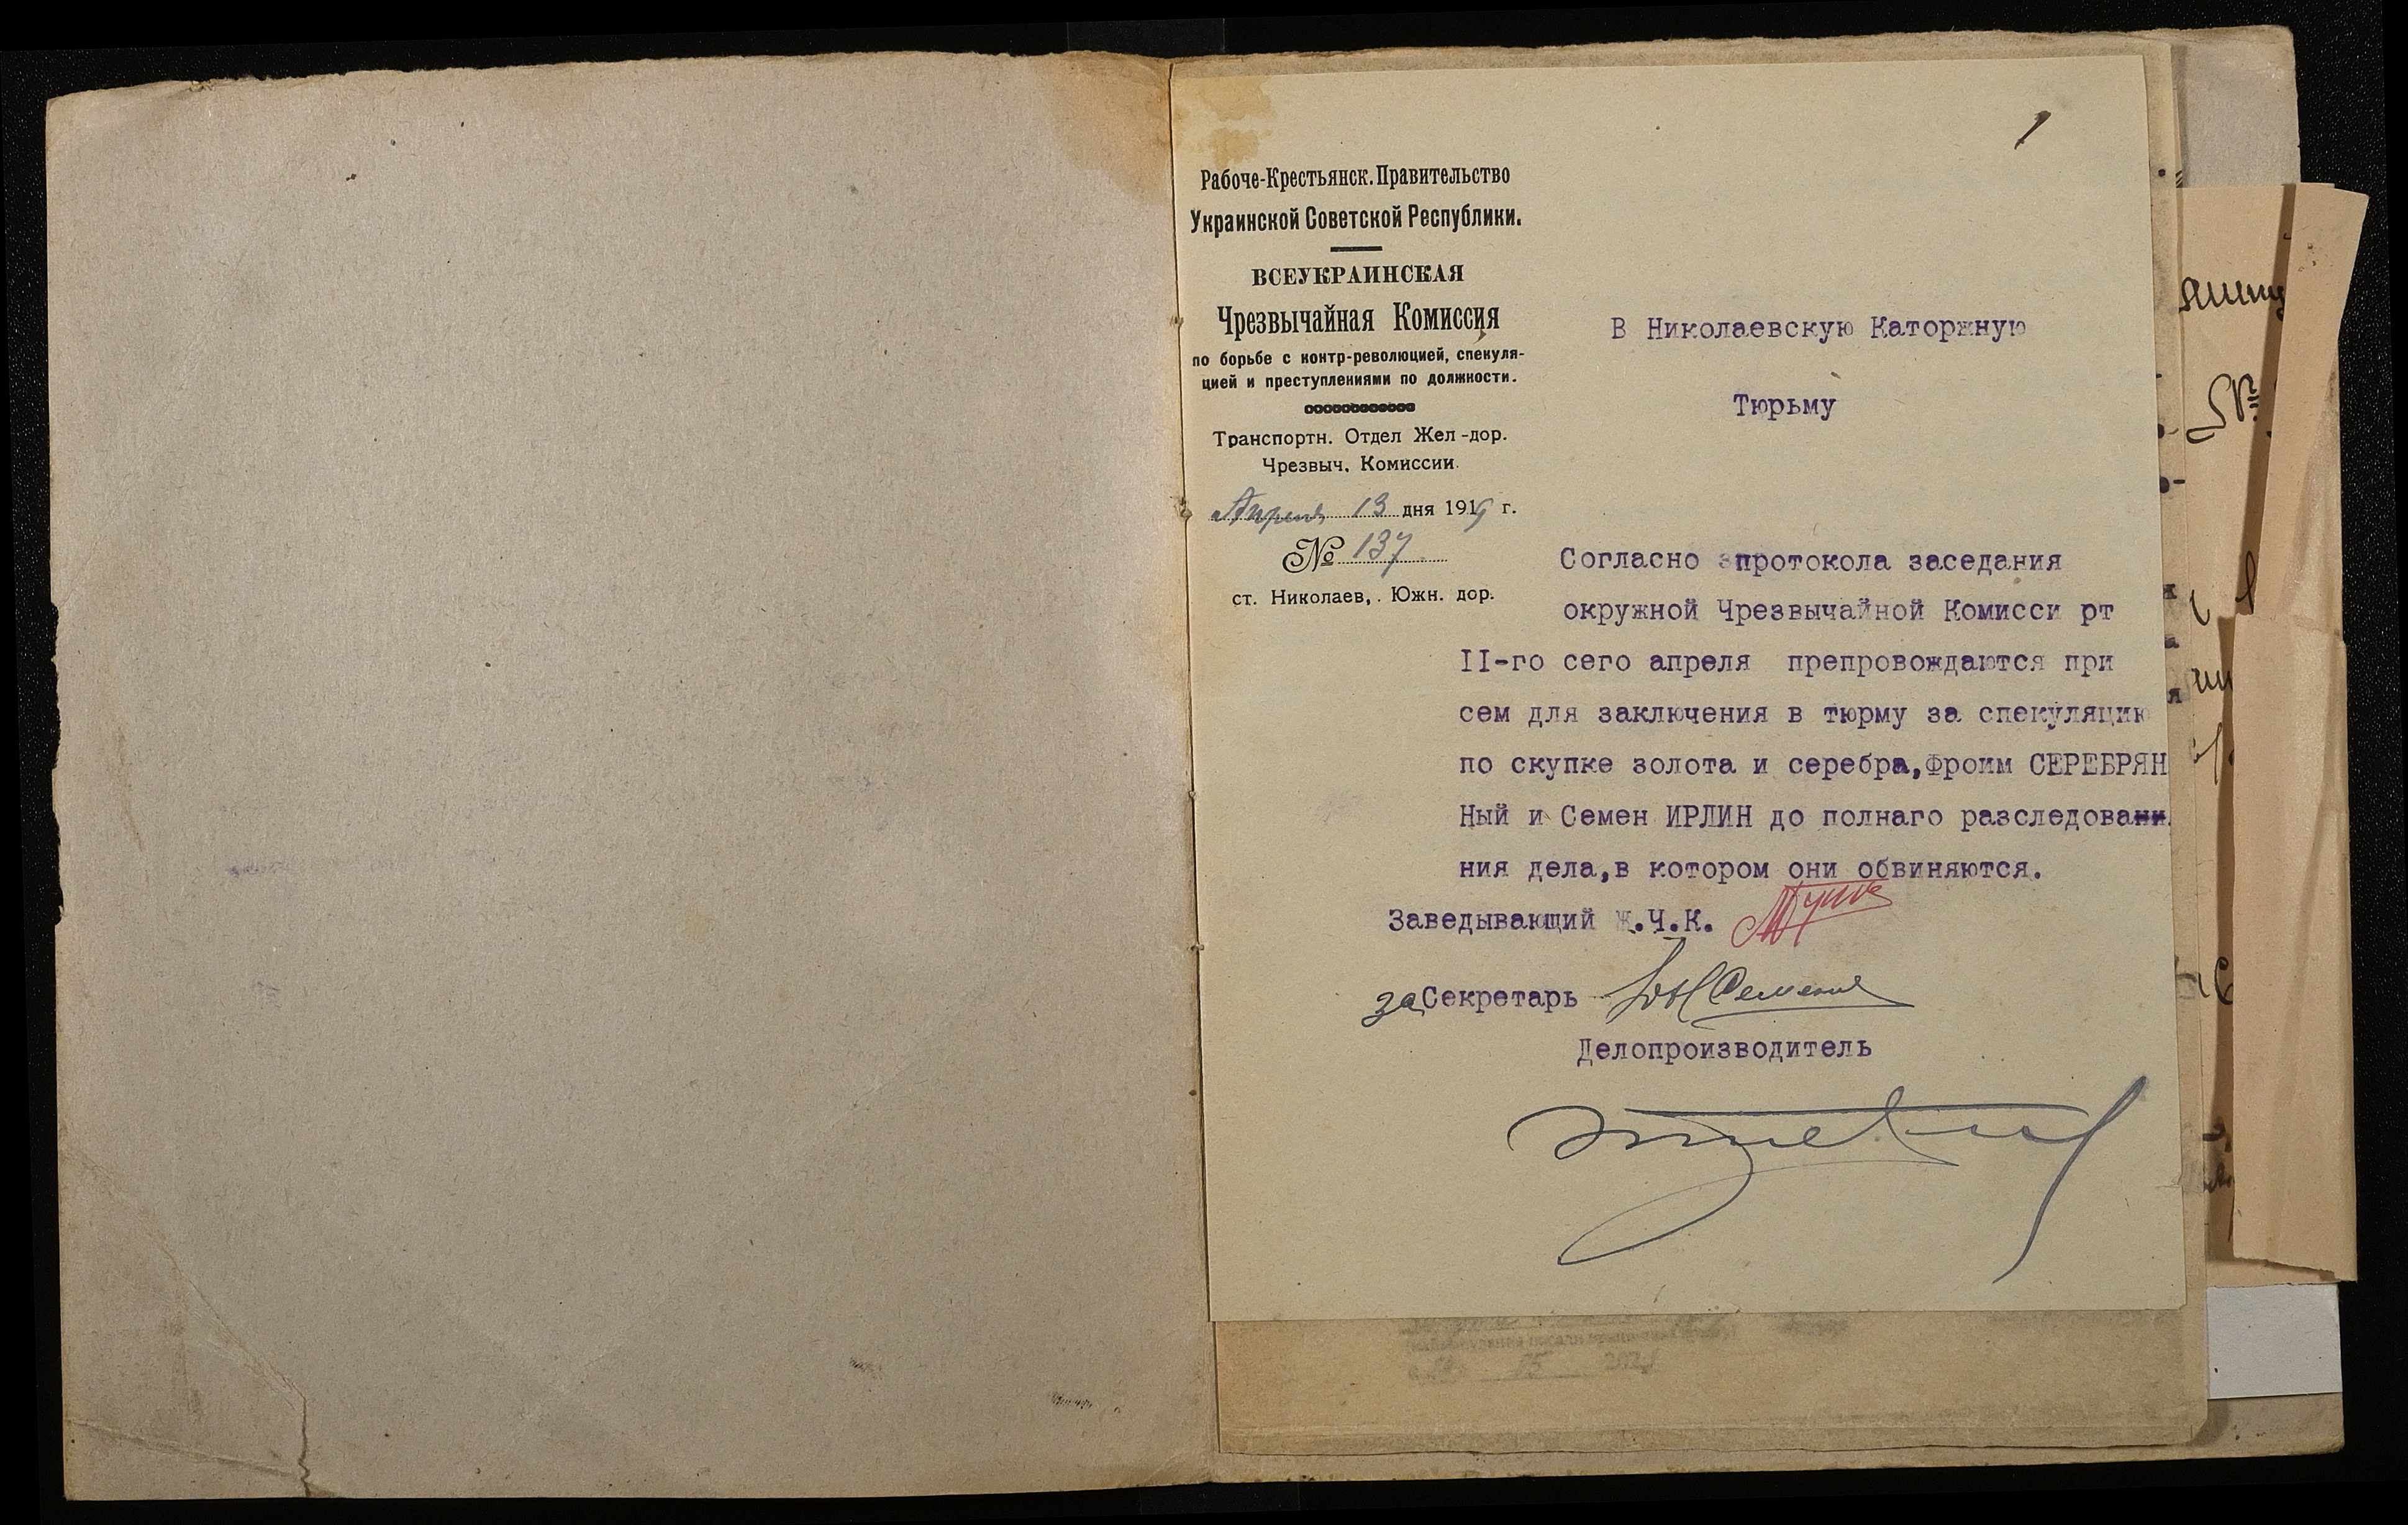 1
Рабоче-Крестьянск. Правительство
Украинской Советской Республики.
ВСЕУКРАИНСКАЯ
Чрезвычайная Комиссия
по борьбе с контр-революцией, спекуля-
цией и преступлениями по должности.
Транспортн. Отдел Жел-дор.
Чрезвыч. Комиссии.
Апреля 13 дня 1919 г.
№ 137
ст. Николаев, . Южн. дор.
В Николаевскую Каторжную
Тюрьму
Согласно протокола заседания
окружной Чрезвычайной Комисси рт
II-го сего апреля препровождаются при
сем для заключения в тюрму за спекуляцию
по скупке золота и серебра,Фроим СЕРЕБРЯН
Ный и Семен ИРЛИН до полнаго разследовани
ния дела,в котором они обвиняются.
Заведывающий Ж.Ч.К.
за Секретарь
Делопроизводитель